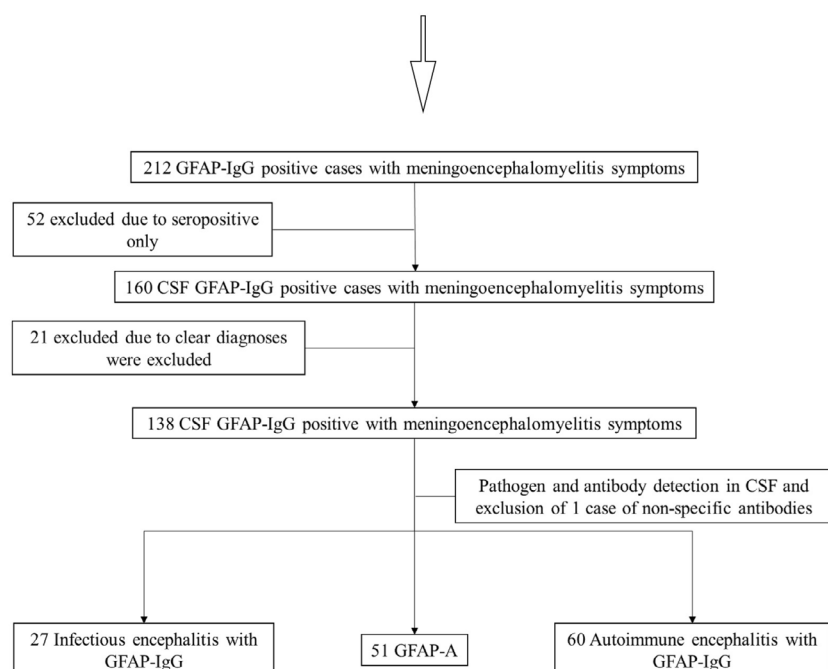 212 GFAP-IgG positive cases with meningoencephalomyelitis symptoms
52 excluded due to seropositive
only
160 CSF GFAP-IgG positive cases with meningoencephalomyelitis symptoms
21 excluded due to clear diagnoses
were excluded
138 CSF GFAP-IgG positive with meningoencephalomyelitis symptoms
Pathogen and antibody detection in CSF and
exclusion of 1 case of non-specific antibodies
27 Infectious encephalitis with
GFAP-IgG
51 GFAP-A
60 Autoimmune encephalitis with
GFAP-IgG